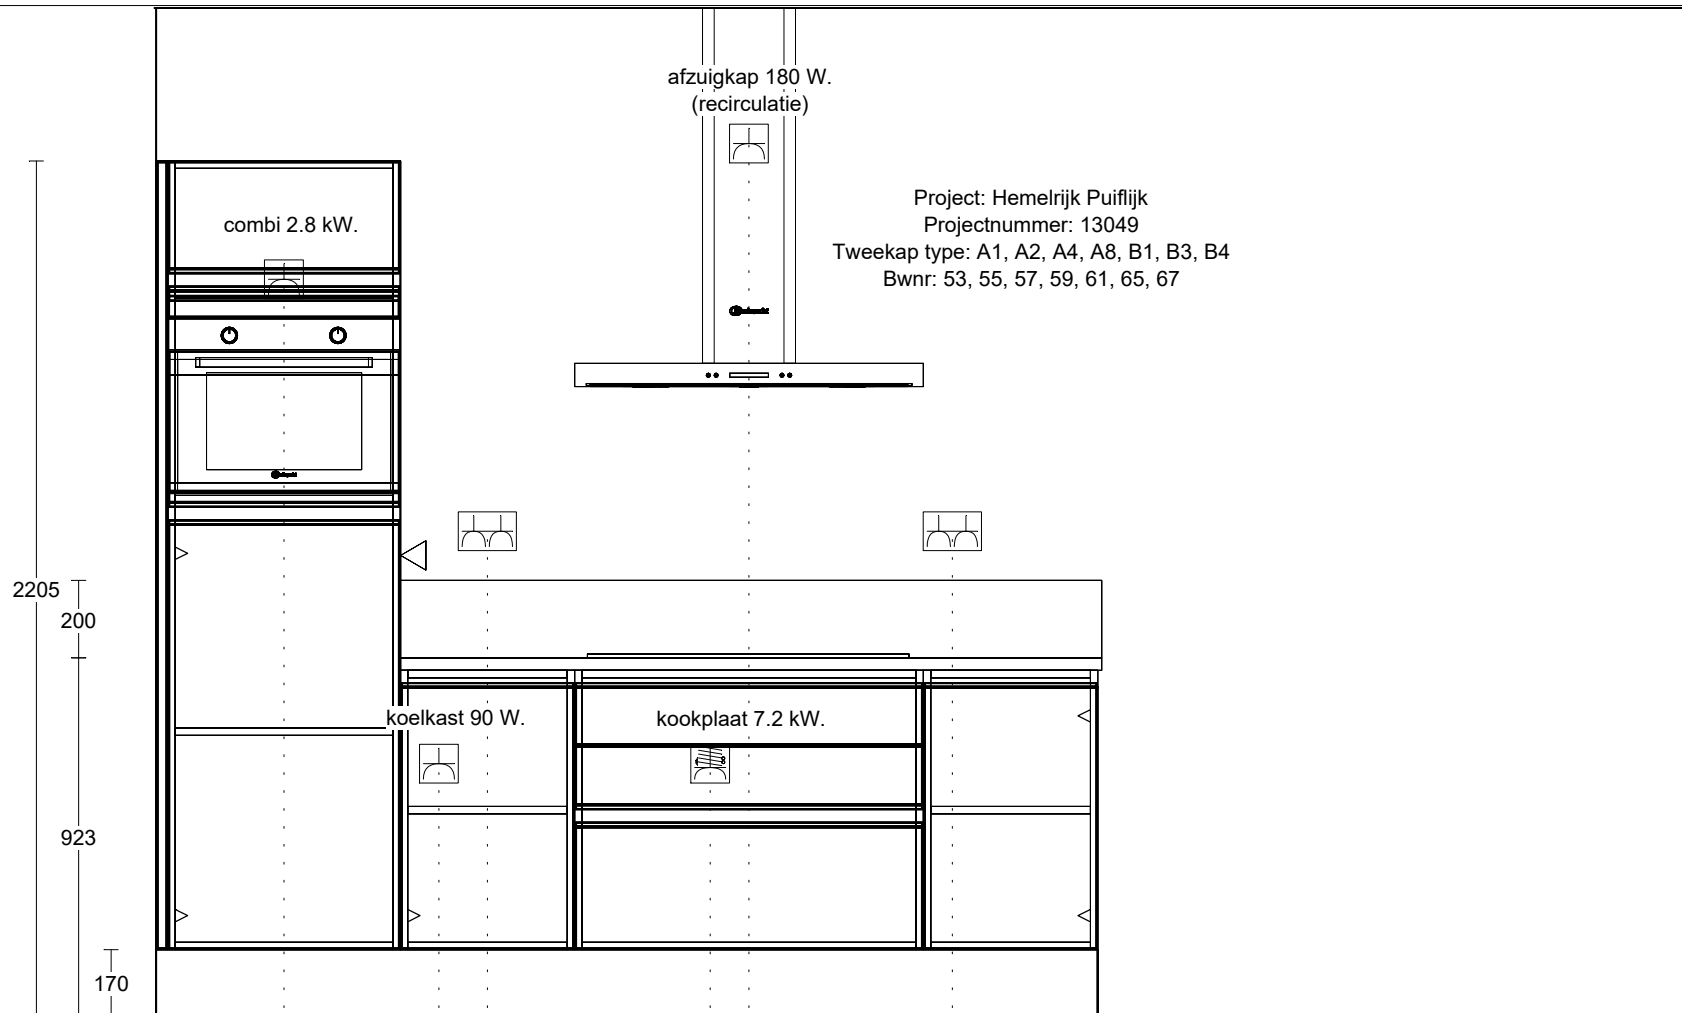 afzuigkap 180 W.
(recirculatie)
Project: Hemelrijk Puiflijk
Projectnummer: 13049
Tweekap type: A1, A2, A4, A8, B1, B3, B4
Bwnr: 53, 55, 57, 59, 61, 65, 67
combi 2.8 kW.
2205
200
koelkast 90 W.
kookplaat 7.2 kW.
923
170